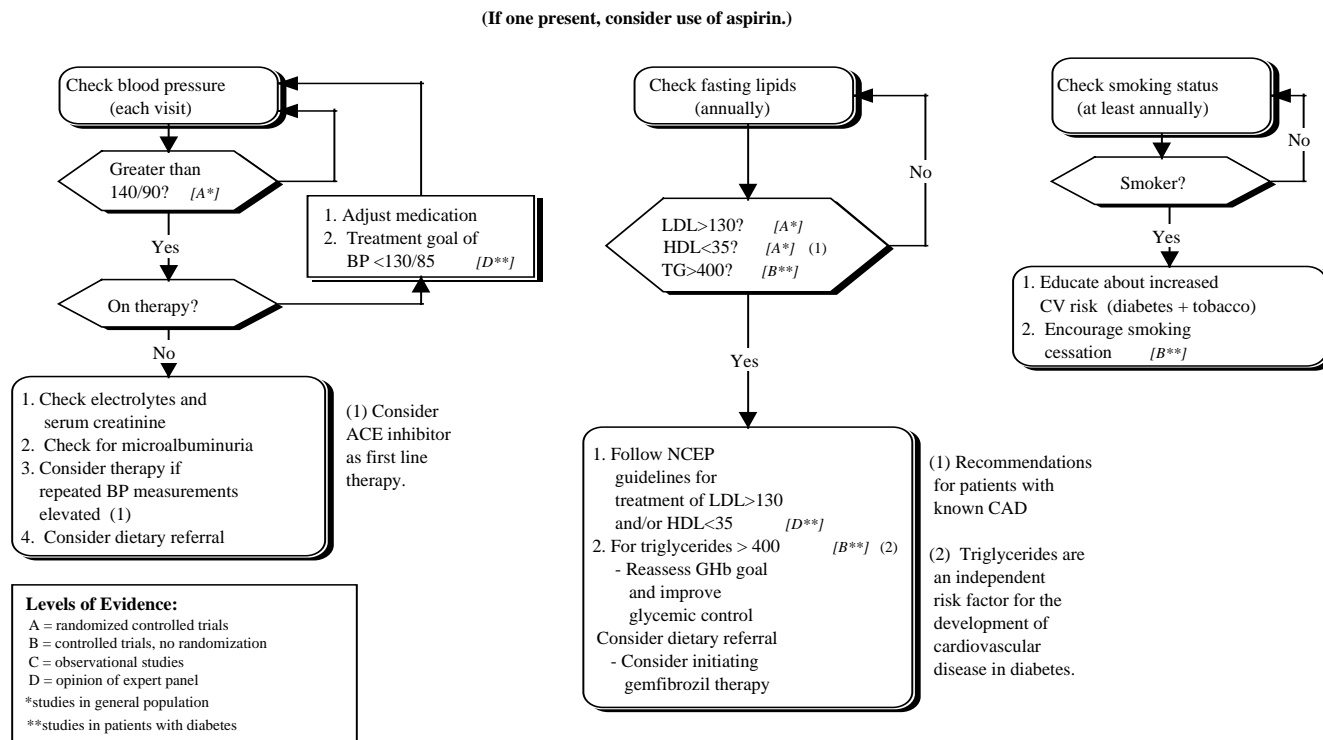 (If one present, consider use of aspirin.)
Check blood pressure
(each visit)
Greater than
140/90? [A*]
Yes
On therapy?
No
1. Adjust medication
2. Treatment goal of
BP <130/85 [D**]
1. Check electrolytes and
serum creatinine
2. Check for microalbuminuria
3. Consider therapy if
repeated BP measurements
elevated (1)
4. Consider dietary referral
(1) Consider
ACE inhibitor
as first line
therapy.
Levels of Evidence:
A = randomized controlled trials
B = controlled trials, no randomization
C = observational studies
D = opinion of expert panel
*studies in general population
**studies in patients with diabetes
Check fasting lipids
(annually)
No
LDL>130? [A*]
HDL<35? [A*] (1)
TG>400? [B**]
Yes
1. Follow NCEP
guidelines for
treatment of LDL>130
and/or HDL<35 [D**]
2. For triglycerides > 400 [B**] (2)
- Reassess GHb goal
and improve
glycemic control
Consider dietary referral
- Consider initiating
gemfibrozil therapy
(1) Recommendations
for patients with
known CAD
(2) Triglycerides are
an independent
risk factor for the
development of
cardiovascular
disease in diabetes.
Check smoking status
(at least annually)
No
Smoker?
Yes
1. Educate about increased
CV risk (diabetes + tobacco)
2. Encourage smoking
cessation [B**]